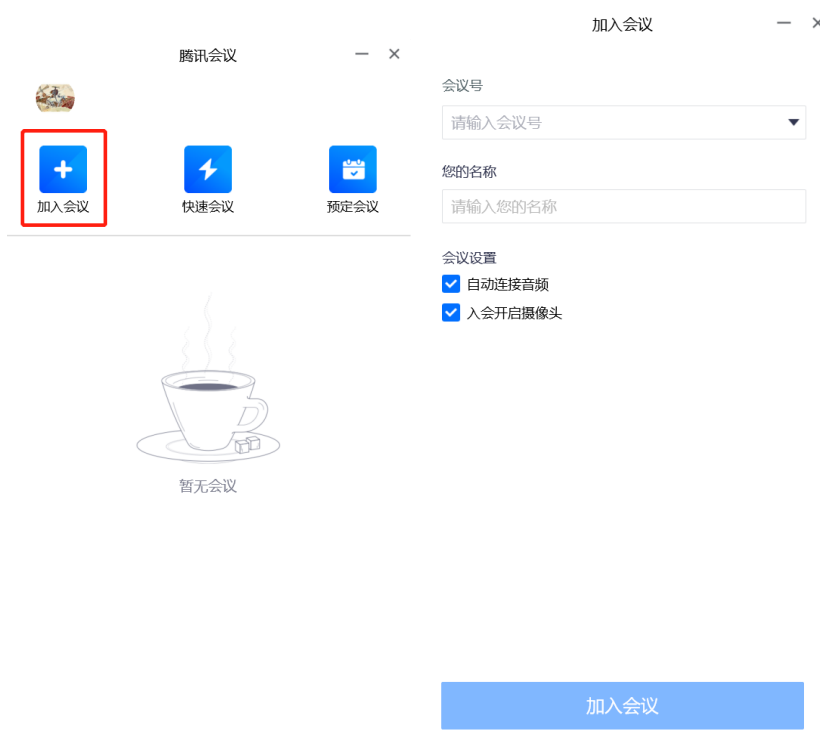 腾讯会议
加入会议
快速会议
预定会议
暂无会议
加入会议
会议号
请输入会议号
您的名称
请输入您的名称
会议设置
自动连接音频
入会开启摄像头
加入会议